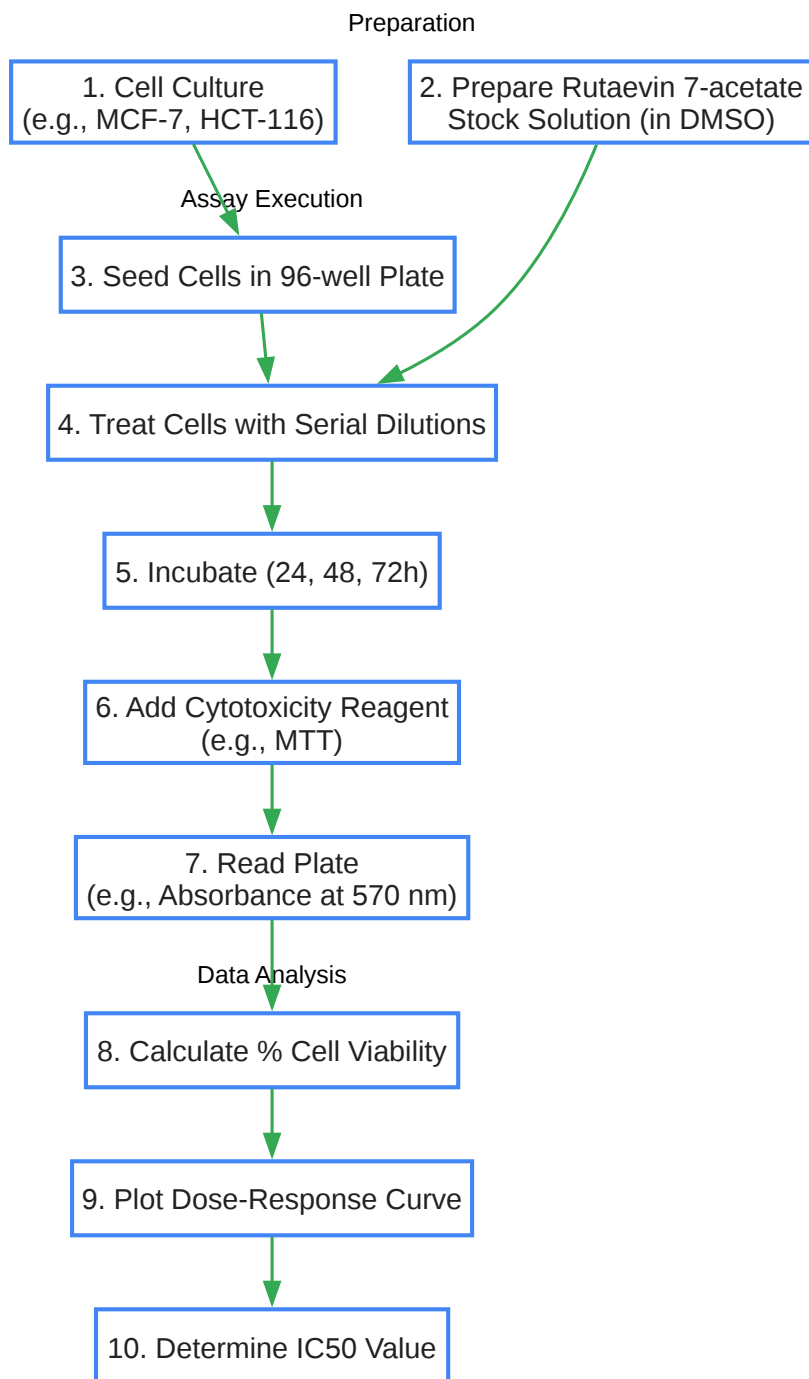 Preparation
1. Cell Culture
(e.g., MCF-7, HCT-116)
2. Prepare Rutaevin 7-acetate
Stock Solution (in DMSO)
Assay Execution
3. Seed Cells in 96-well Plate
4. Treat Cells with Serial Dilutions
5. Incubate (24, 48, 72h)
6. Add Cytotoxicity Reagent
(e.g., MTT)
7. Read Plate
(e.g., Absorbance at 570 nm)
Data Analysis
8. Calculate % Cell Viability
9. Plot Dose-Response Curve
10. Determine IC50 Value